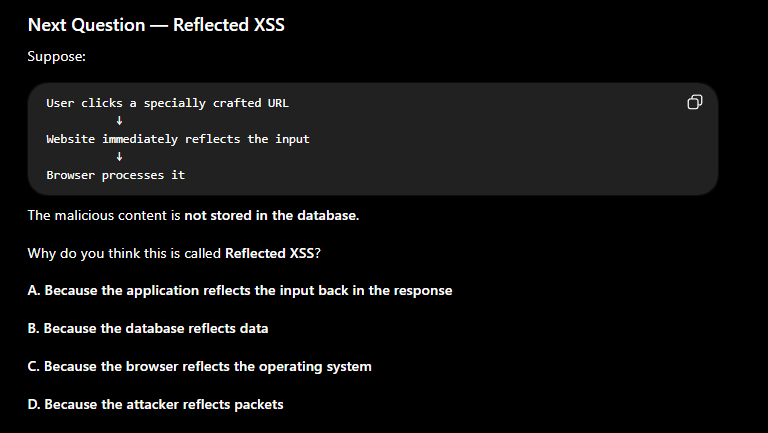 Next Question — Reflected XSS
Suppose:
User clicks a specially crafted URL
↓
Website immediately reflects the input
↓
Browser processes it
The malicious content is not stored in the database.
Why do you think this is called Reflected XSS?
A. Because the application reflects the input back in the response
B. Because the database reflects data
C. Because the browser reflects the operating system
D. Because the attacker reflects packets